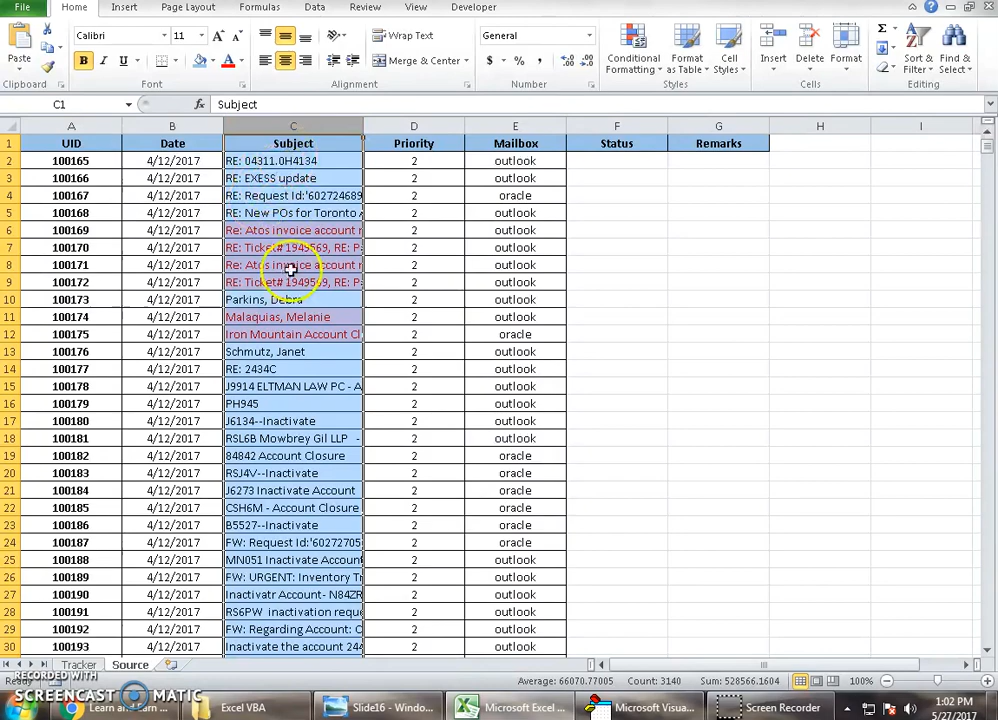 File Home Insert Page Layout Formulas Data Review View Developer
Calibri 11 Wrap Text General
Paste B I U A Merge & Center $ % , Conditional Formatting Format as Table Cell Styles Insert Delete Format Sort & Filter Find & Select
Clipboard Font Alignment Number Styles Cells Editing
C1 fx Subject
A B C D E F G H I
1 UID Date Subject Priority Mailbox Status Remarks
2 100165 4/12/2017 RE: 04311.0H4134 2 outlook
3 100166 4/12/2017 RE: EXESS update 2 outlook
4 100167 4/12/2017 RE: Request Id:'602724689 2 oracle
5 100168 4/12/2017 RE: New POs for Toronto 2 outlook
6 100169 4/12/2017 Re: Atos invoice account 2 outlook
7 100170 4/12/2017 RE: Ticket# 1949569, RE: P 2 outlook
8 100171 4/12/2017 Re: Atos invoice account 2 outlook
9 100172 4/12/2017 RE: Ticket# 1949569, RE: P 2 outlook
10 100173 4/12/2017 Parkins, Debra 2 outlook
11 100174 4/12/2017 Malaquias, Melanie 2 outlook
12 100175 4/12/2017 Iron Mountain Account Cl 2 oracle
13 100176 4/12/2017 Schmutz, Janet 2 outlook
14 100177 4/12/2017 RE: 2434C 2 outlook
15 100178 4/12/2017 J9914 ELTMAN LAW PC - A 2 outlook
16 100179 4/12/2017 PH945 2 outlook
17 100180 4/12/2017 J6134--Inactivate 2 outlook
18 100181 4/12/2017 RSL6B Mowbrey Gil LLP - 2 outlook
19 100182 4/12/2017 84842 Account Closure 2 oracle
20 100183 4/12/2017 RSJ4V--Inactivate 2 outlook
21 100184 4/12/2017 J6273 Inactivate Account 2 oracle
22 100185 4/12/2017 CSH6M - Account Closure 2 oracle
23 100186 4/12/2017 B5527--Inactivate 2 oracle
24 100187 4/12/2017 FW: Request Id:'60272705 2 oracle
25 100188 4/12/2017 MN051 Inactivate Account 2 outlook
26 100189 4/12/2017 FW: URGENT: Inventory Tr 2 outlook
27 100190 4/12/2017 Inactivatr Account- N84ZR 2 outlook
28 100191 4/12/2017 RS6PW inactivation reque 2 outlook
29 100192 4/12/2017 FW: Regarding Account: C 2 outlook
30 100193 4/12/2017 Inactivate the account 244 2 outlook
Tracker Source
Ready Average: 66070.77005 Count: 3140 Sum: 528566.1604 100%
RECORDED WITH
SCREENCAST MATIC
Learn and Excel VBA Slide16 - Windo... Microsoft Excel ... Microsoft Visua... Screen Recorder 1:02 PM
5/27/2017